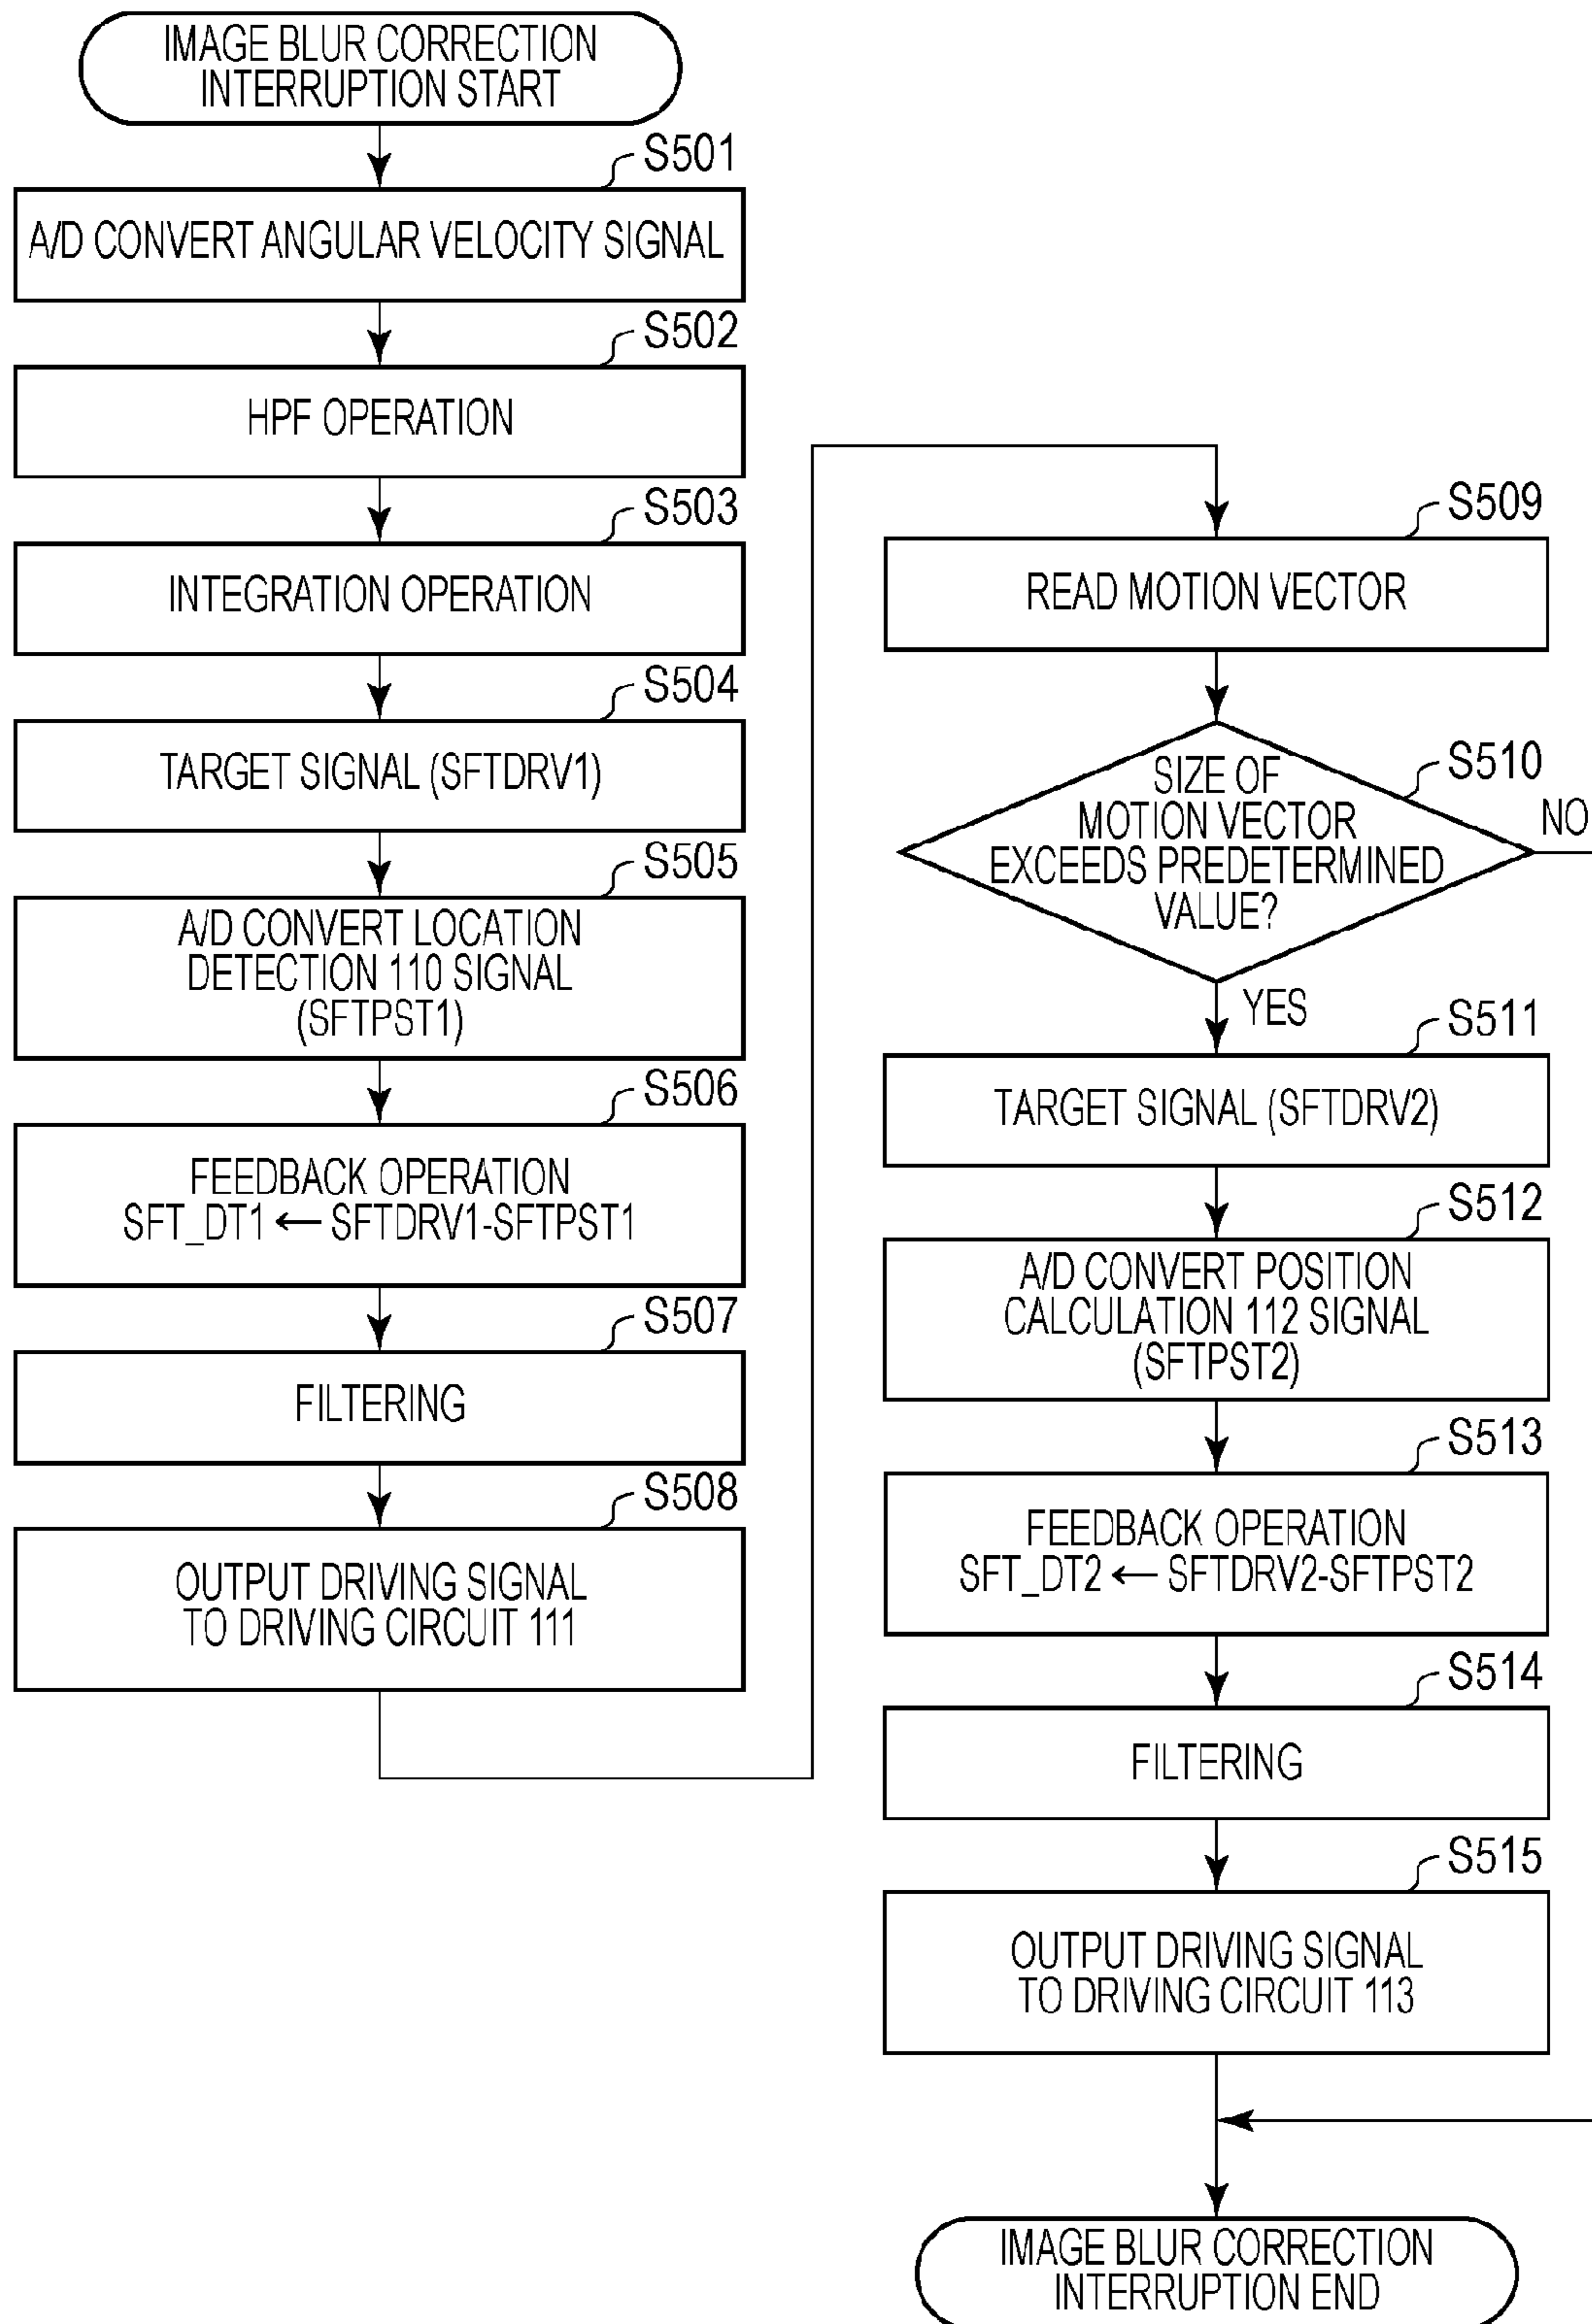 IMAGE BLUR CORRECTION
INTERRUPTION START
S501
A/D CONVERT ANGULAR VELOCITY SIGNAL
S502
HPF OPERATION
S503
INTEGRATION OPERATION
S504
TARGET SIGNAL (SFTDRV1)
S505
A/D CONVERT LOCATION
DETECTION 110 SIGNAL
(SFTPST1)
S506
FEEDBACK OPERATION
SFT_DT1 ← SFTDRV1-SFTPST1
S507
FILTERING
S508
OUTPUT DRIVING SIGNAL
TO DRIVING CIRCUIT 111
S509
READ MOTION VECTOR
S510
SIZE OF
MOTION VECTOR
EXCEEDS PREDETERMINED
VALUE?
NO
YES
S511
TARGET SIGNAL (SFTDRV2)
S512
A/D CONVERT POSITION
CALCULATION 112 SIGNAL
(SFTPST2)
S513
FEEDBACK OPERATION
SFT_DT2 ← SFTDRV2-SFTPST2
S514
FILTERING
S515
OUTPUT DRIVING SIGNAL
TO DRIVING CIRCUIT 113
IMAGE BLUR CORRECTION
INTERRUPTION END